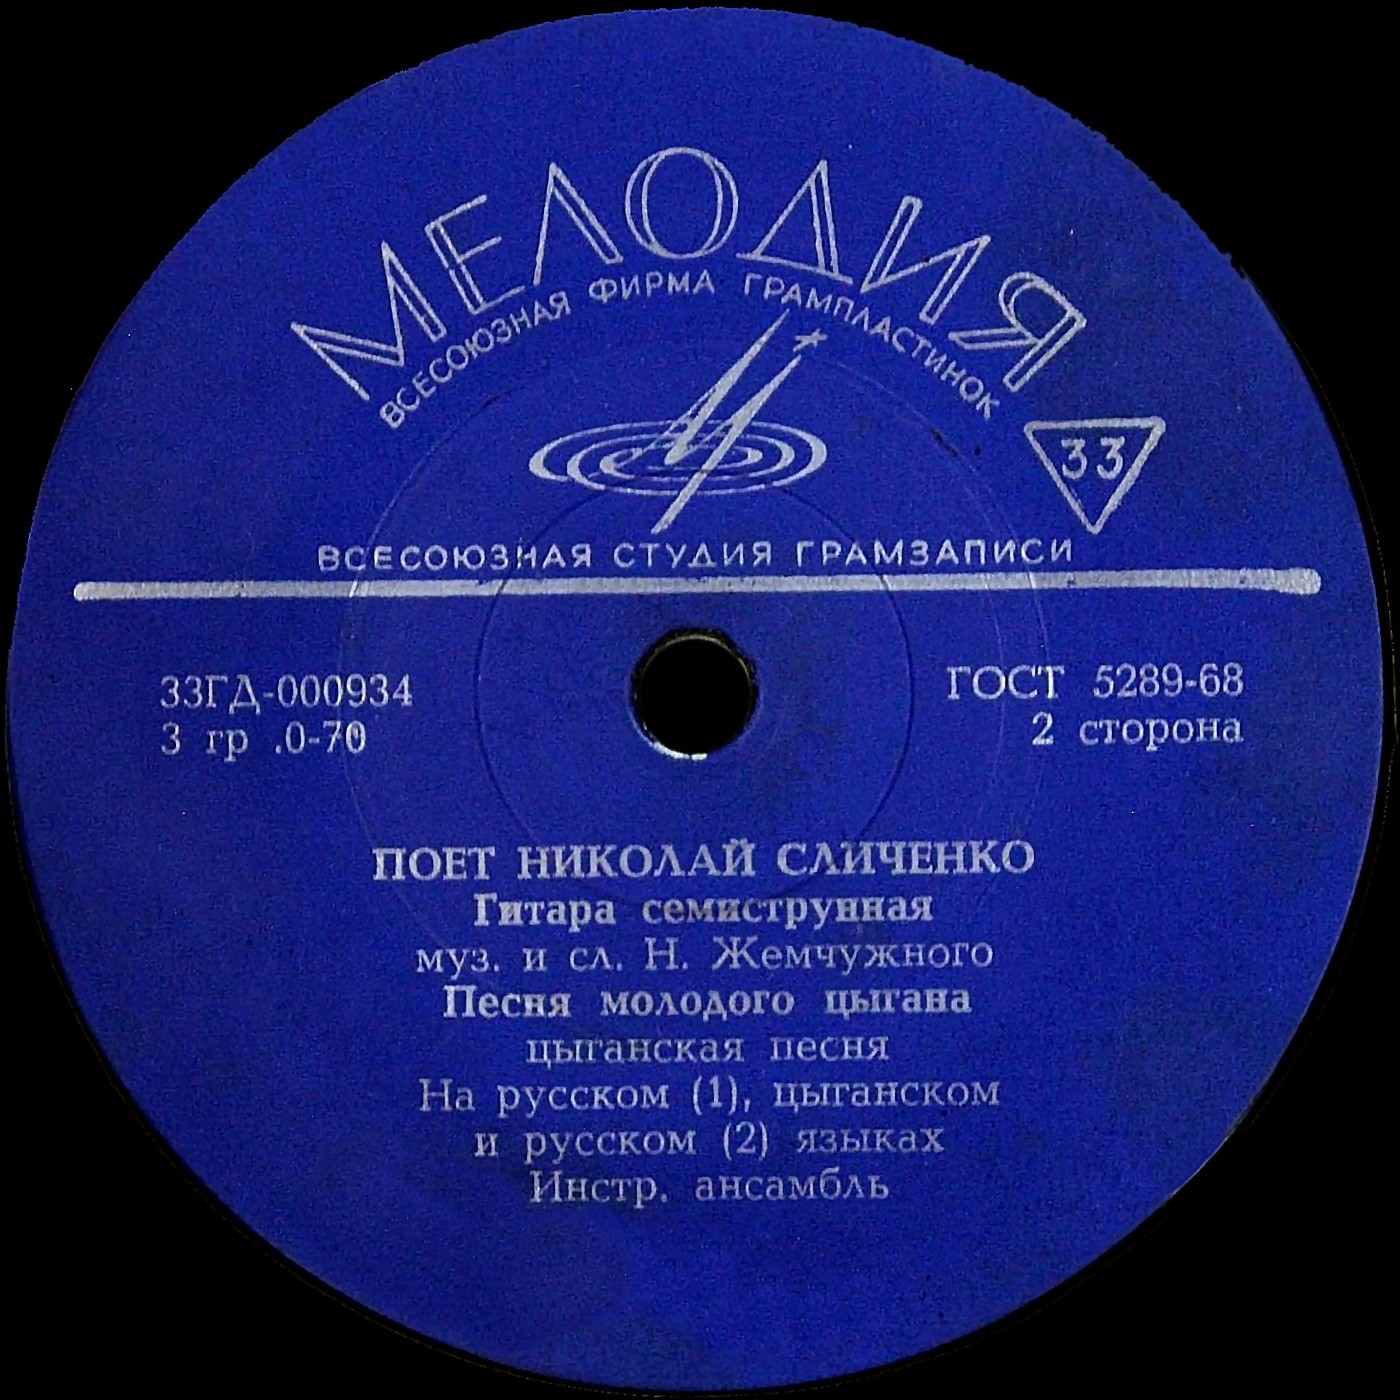 МЕЛОДИЯ
ВСЕСОЮЗНАЯ ФИРМА ГРАМПЛАСТИНОК
33
ВСЕСОЮЗНАЯ СТУДИЯ ГРАМЗАПИСИ
33ГД-000934
3 гр .0-70
ГОСТ 5289-68
2 сторона
ПОЕТ НИКОЛАЙ СЛИЧЕНКО
Гитара семиструнная
муз. и сл. Н. Жемчужного
Песня молодого цыгана
цыганская песня
На русском (1), цыганском
и русском (2) языках
Инстр. ансамбль